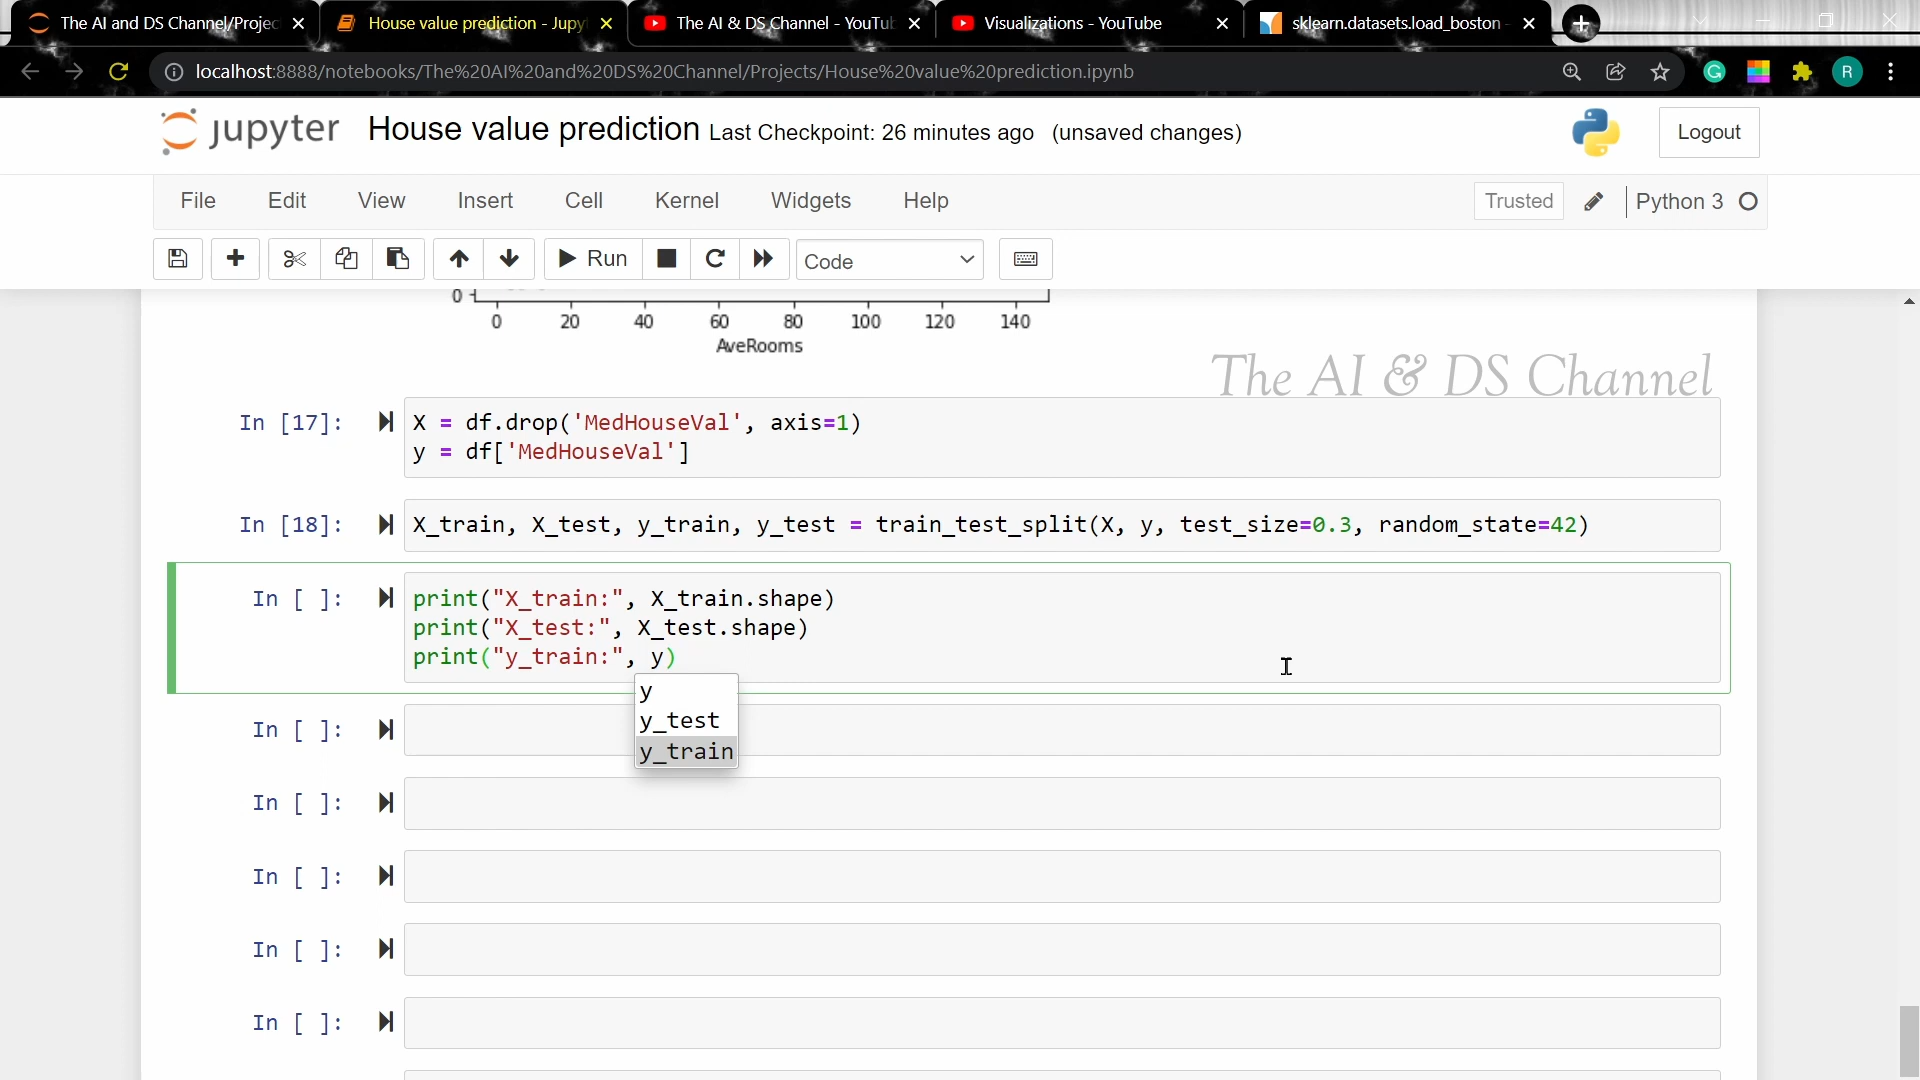 The AI and DS Channel/Projec
House value prediction - Jupy
The AI & DS Channel - YouTu
Visualizations - YouTube
sklearn.datasets.load_boston -
localhost:8888/notebooks/The%20AI%20and%20DS%20Channel/Projects/House%20value%20prediction.ipynb
R
jupyter House value prediction Last Checkpoint: 26 minutes ago (unsaved changes)
Logout
File Edit View Insert Cell Kernel Widgets Help
Trusted
Python 3
Run
Code
0
0 20 40 60 80 100 120 140
AveRooms
The AI & DS Channel
In [17]: X = df.drop('MedHouseVal', axis=1)
y = df['MedHouseVal']
In [18]: X_train, X_test, y_train, y_test = train_test_split(X, y, test_size=0.3, random_state=42)
In [ ]: print("X_train:", X_train.shape)
print("X_test:", X_test.shape)
print("y_train:", y)
y
y_test
y_train
In [ ]:
In [ ]:
In [ ]:
In [ ]:
In [ ]: